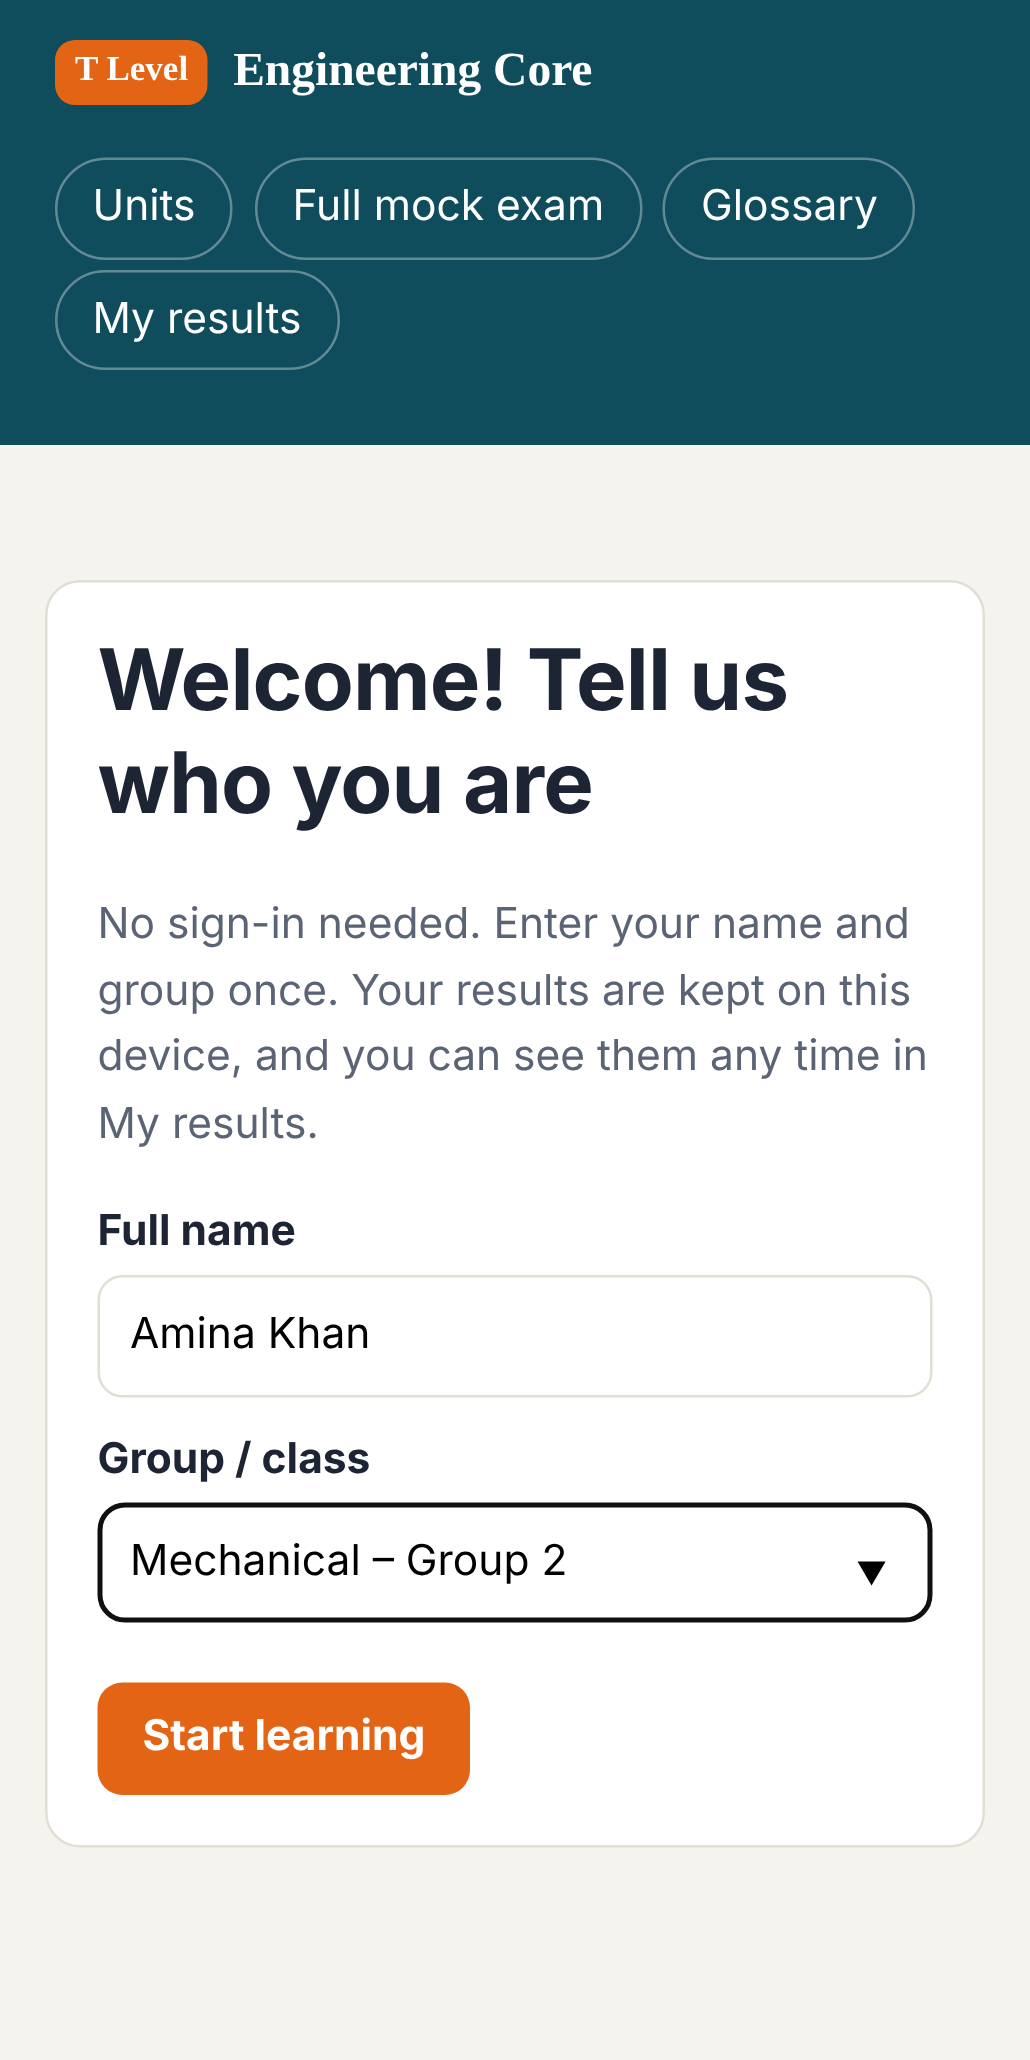 T Level Engineering Core
Units Full mock exam Glossary
My results
Welcome! Tell us
who you are
No sign-in needed. Enter your name and
group once. Your results are kept on this
device, and you can see them any time in
My results.
Full name
Amina Khan
Group / class
Mechanical – Group 2
Start learning